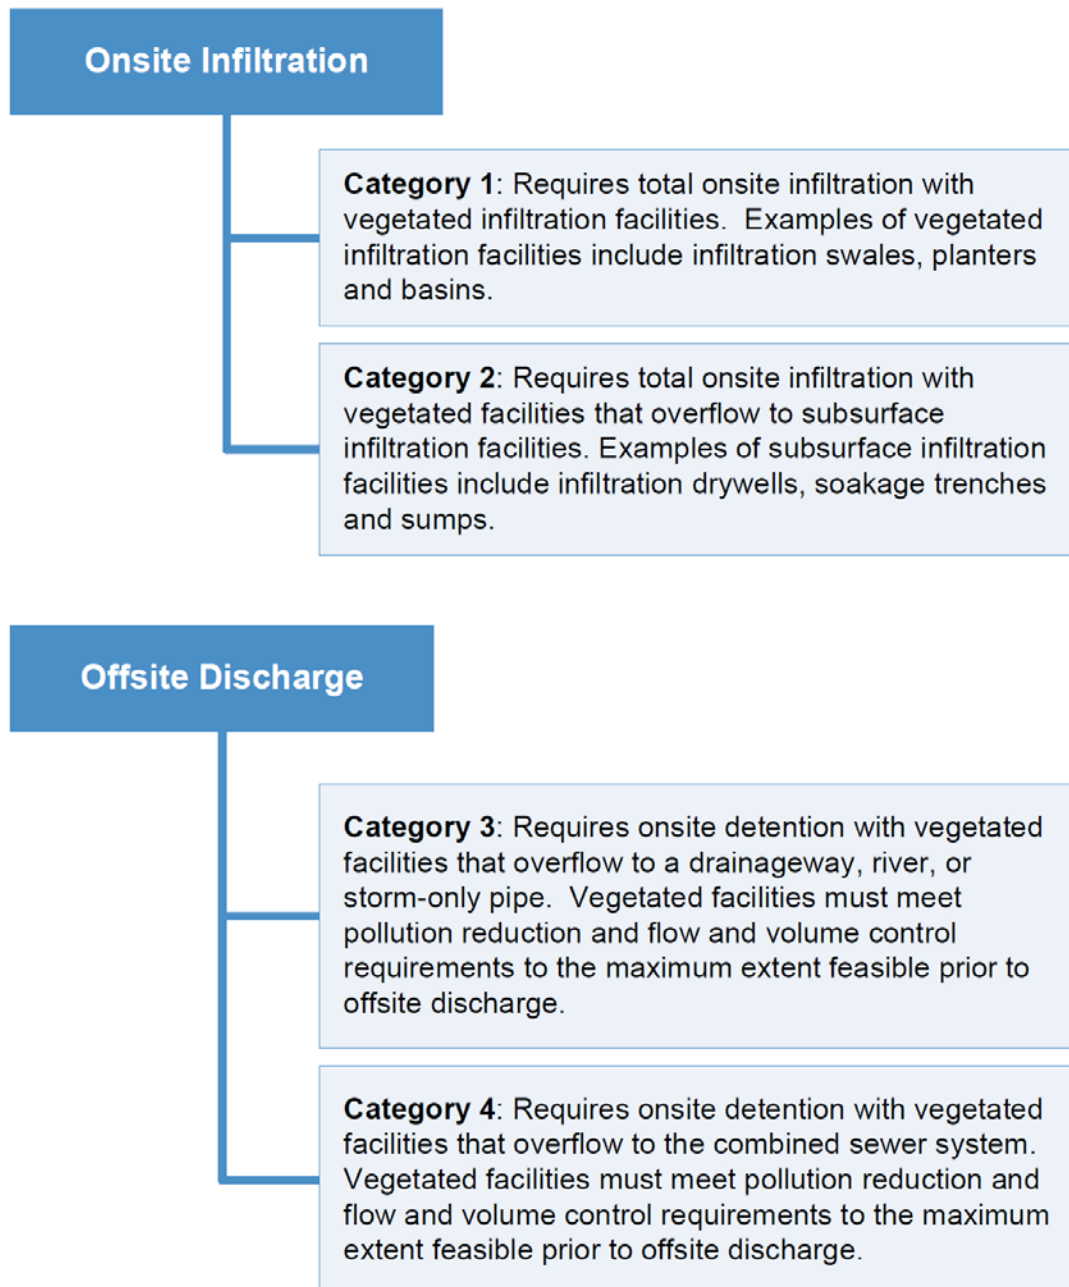 Onsite Infiltration
Category 1: Requires total onsite infiltration with
vegetated infiltration facilities.  Examples of vegetated
infiltration facilities include infiltration swales, planters
and basins.
Category 2: Requires total onsite infiltration with
vegetated facilities that overflow to subsurface
infiltration facilities. Examples of subsurface infiltration
facilities include infiltration drywells, soakage trenches
and sumps.
Offsite Discharge
Category 3: Requires onsite detention with vegetated
facilities that overflow to a drainageway, river, or
storm-only pipe.  Vegetated facilities must meet
pollution reduction and flow and volume control
requirements to the maximum extent feasible prior to
offsite discharge.
Category 4: Requires onsite detention with vegetated
facilities that overflow to the combined sewer system.
Vegetated facilities must meet pollution reduction and
flow and volume control requirements to the maximum
extent feasible prior to offsite discharge.